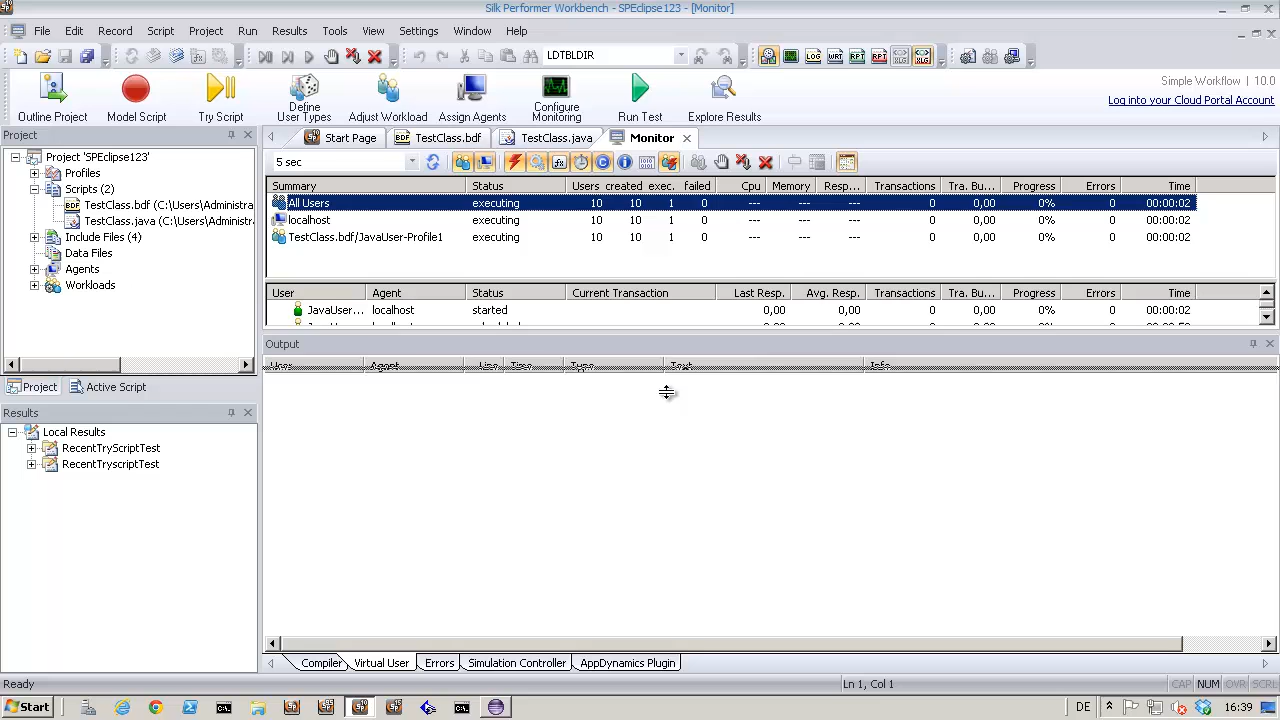 Silk Performer Workbench - SPEclipse123 - [Monitor]
File Edit Record Script Project Run Results Tools View Settings Window Help
LDTBLDIR
Outline Project Model Script Try Script Define User Types Adjust Workload Assign Agents Configure Monitoring Run Test Explore Results
Simple Workflow 1.10.0
Log into your Cloud Portal Account
Project
Project 'SPEclipse123'
Profiles
Scripts (2)
TestClass.bdf (C:\Users\Administra
TestClass.java (C:\Users\Administr
Include Files (4)
Data Files
Agents
Workloads
Project Active Script
Results
Local Results
RecentTryScriptTest
RecentTryscriptTest
Start Page TestClass.bdf TestClass.java Monitor
5 sec
Summary Status Users created exec. failed Cpu Memory Resp... Transactions Tra. Bu... Progress Errors Time
All Users executing 10 10 1 0 --- --- --- 0 0,00 0% 0 00:00:02
localhost executing 10 10 1 0 --- --- --- 0 0,00 0% 0 00:00:02
TestClass.bdf/JavaUser-Profile1 executing 10 10 1 0 --- --- --- 0 0,00 0% 0 00:00:02
User Agent Status Current Transaction Last Resp. Avg. Resp. Transactions Tra. Bu... Progress Errors Time
JavaUser... localhost started 0,00 0,00 0 0,00 0% 0 00:00:02
Output
User Agent Time Type Text Info
Compiler Virtual User Errors Simulation Controller AppDynamics Plugin
Ready Ln 1, Col 1 CAP NUM OVR SCRL
Start DE 16:39